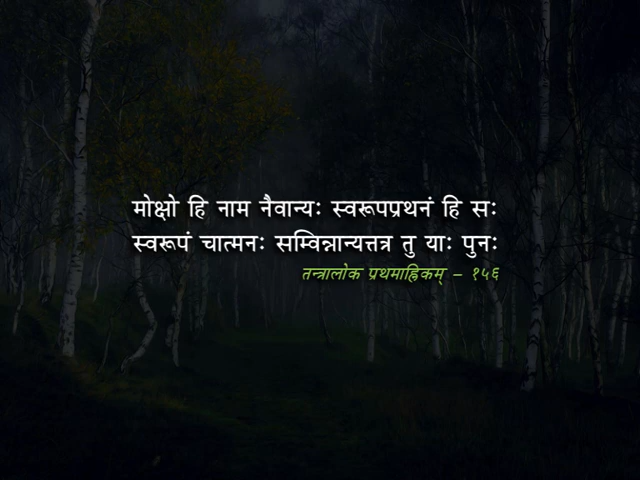 मोक्षो हि नाम नैवान्यः स्वरूपप्रथनं हि सः
स्वरूपं चात्मनः सम्विन्नान्यत्तत्र तु याः पुनः
तन्त्रालोक प्रथमाह्निकम् – १५६